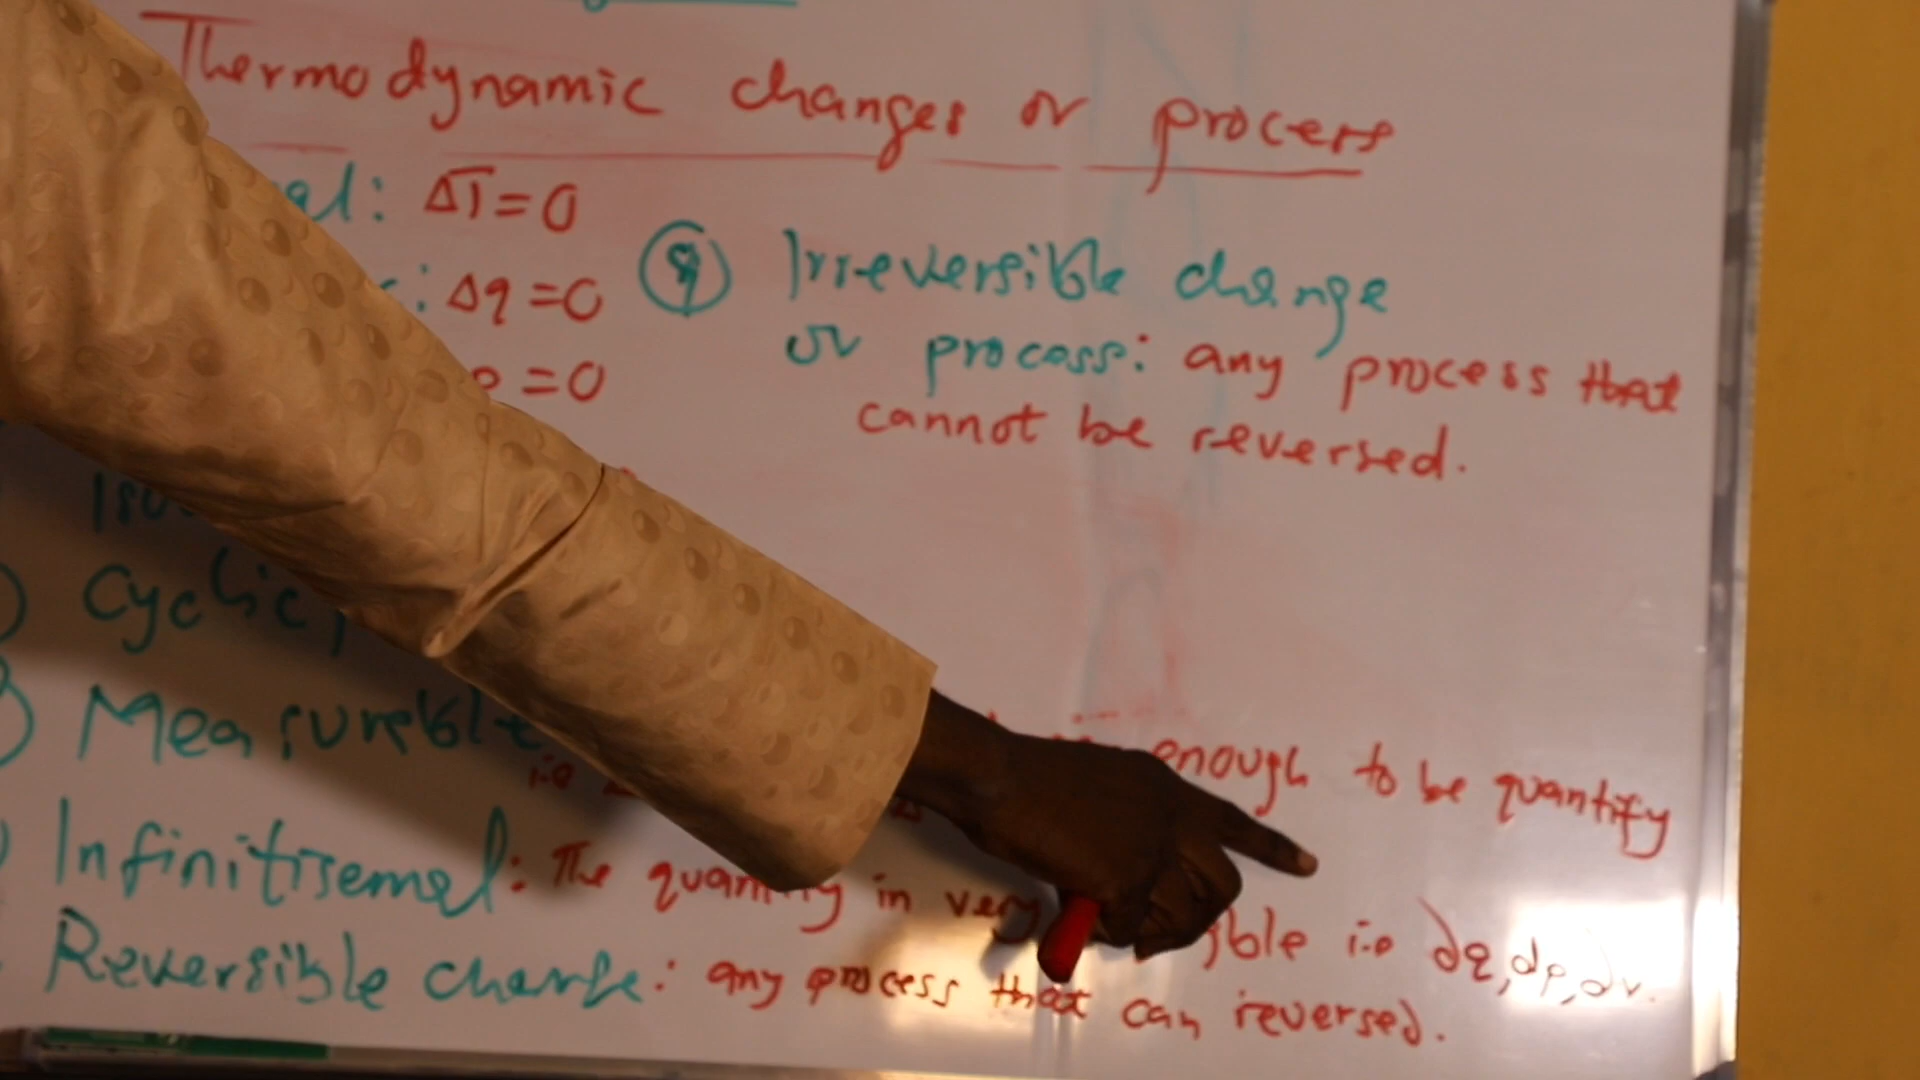 Thermodynamic changes or process
al: ΔT=0
: Δq=0
p=0
9 Irreversible change
or process: any process that
cannot be reversed.
Cyclic
Measureble
i.e
enough to be quantify
Infinitisemal: The quantity in very ible i.e dq, dp, dv.
Reversible change: any process that can reversed.